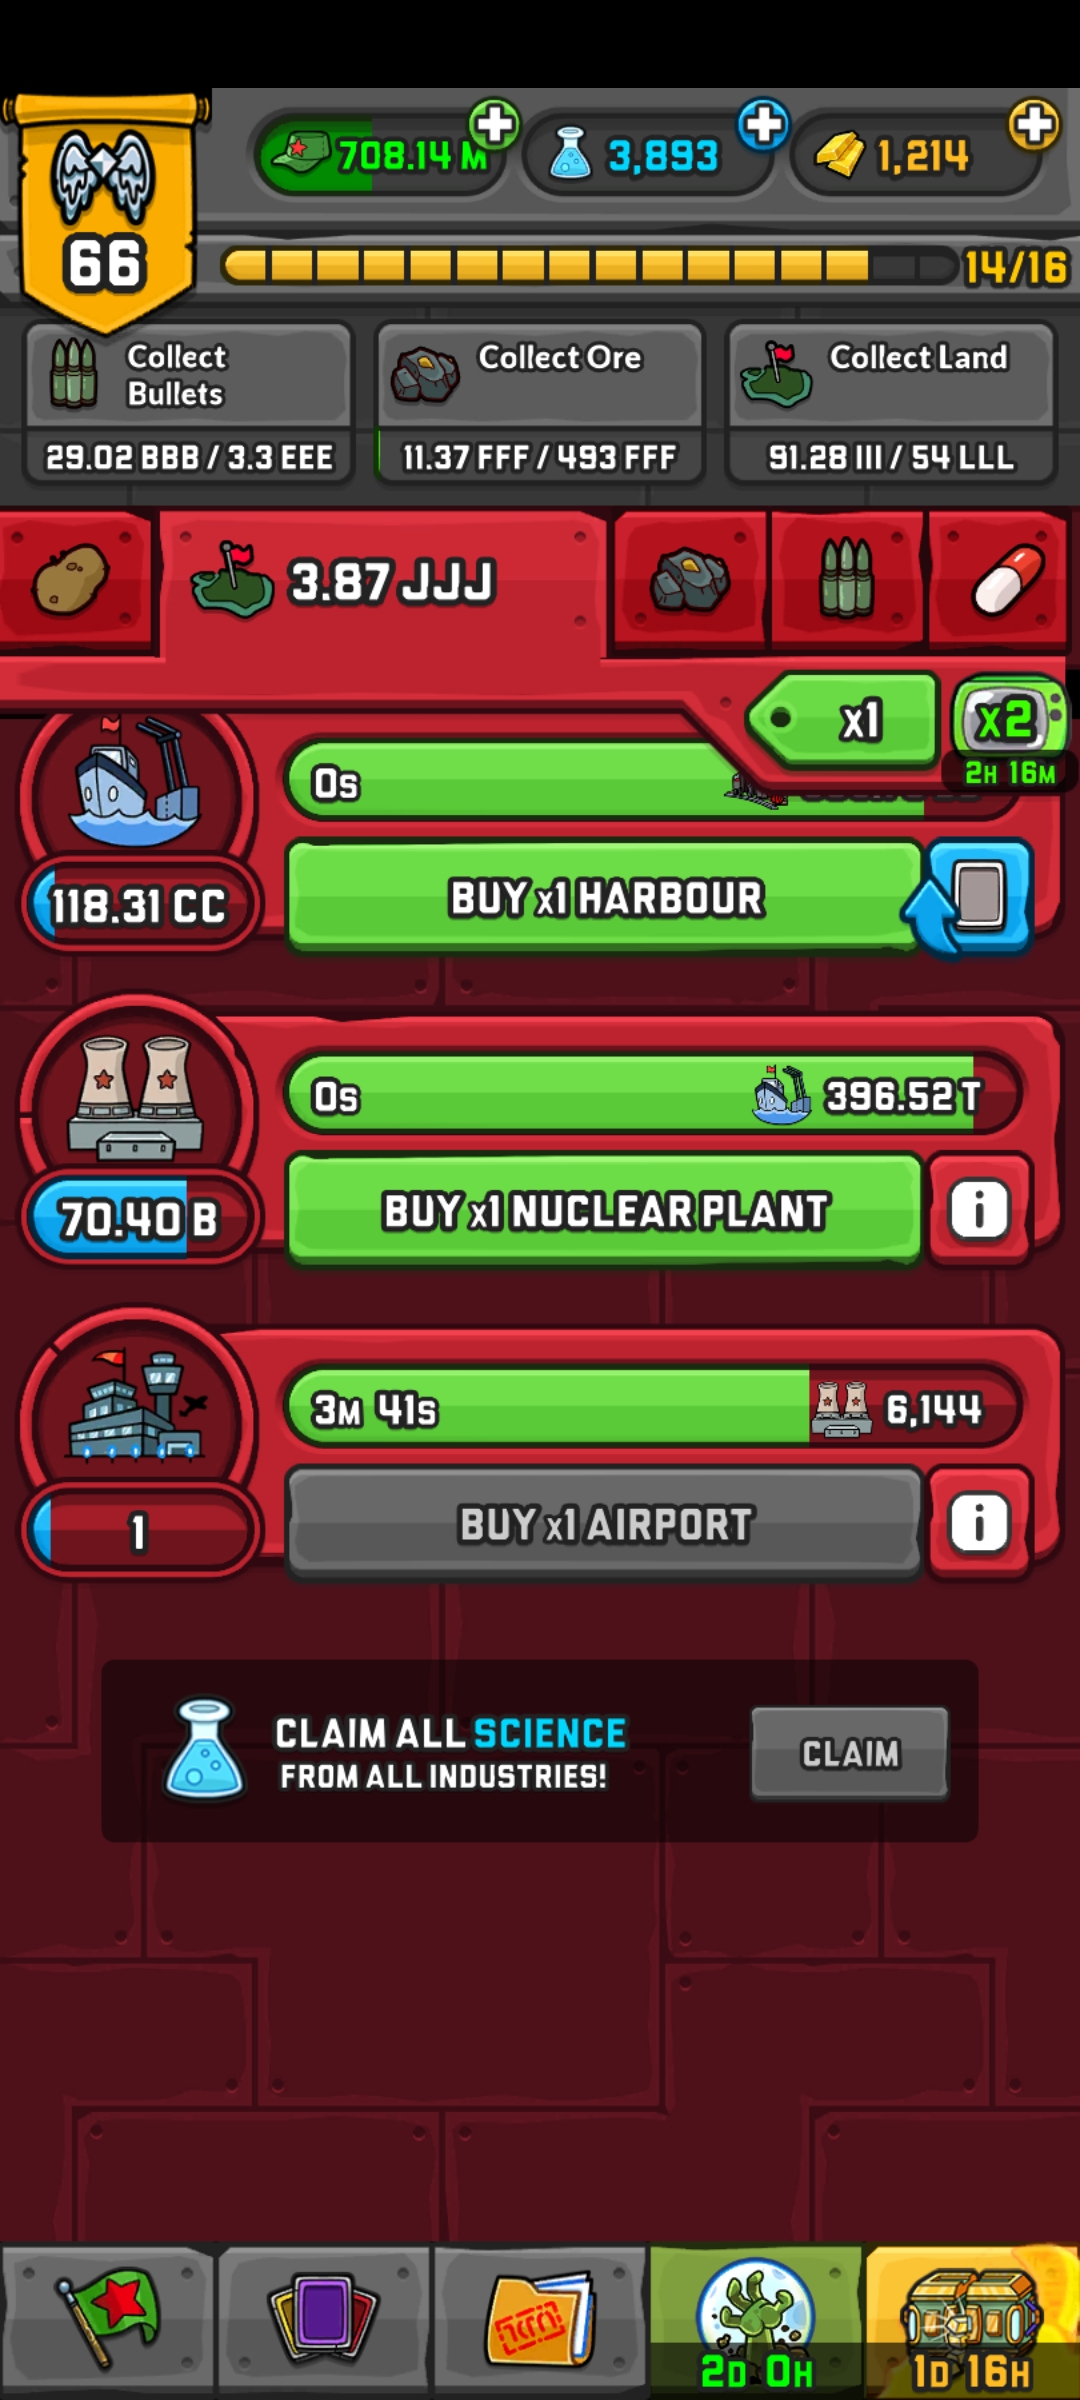 708.14 M
3,893
1,214
66
14/16
Collect
Bullets
Collect Ore
Collect Land
29.02 BBB / 3.3 EEE
11.37 FFF / 493 FFF
91.28 III / 54 LLL
3.87 JJJ
x1
x2
2H 16M
0s
118.31 CC
BUY x1 HARBOUR
0s
396.52 T
70.40 B
BUY x1 NUCLEAR PLANT
i
3M 41s
6,144
1
BUY x1 AIRPORT
i
CLAIM ALL SCIENCE
FROM ALL INDUSTRIES!
CLAIM
2D 0H
1D 16H